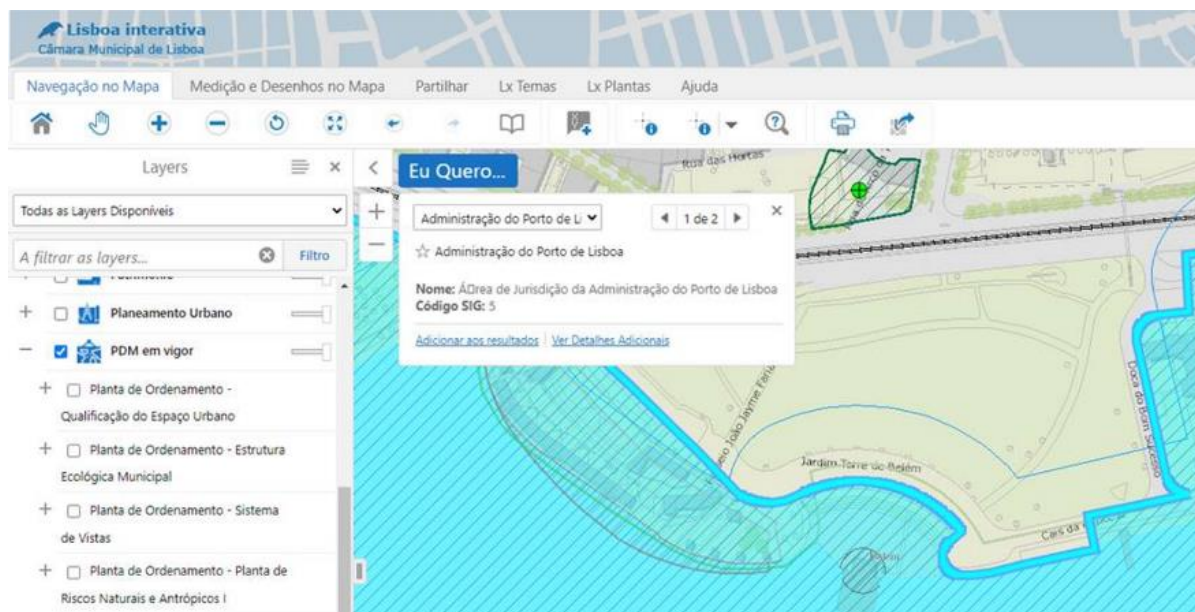 Lisboa interativa
Câmara Municipal de Lisboa
Navegação no Mapa Medição e Desenhos no Mapa Partilhar Lx Temas Lx Plantas Ajuda
Layers
Todas as Layers Disponíveis
A filtrar as layers...
Filtro
Planeamento Urbano
PDM em vigor
Planta de Ordenamento -
Qualificação do Espaço Urbano
Planta de Ordenamento - Estrutura
Ecológica Municipal
Planta de Ordenamento - Sistema
de Vistas
Planta de Ordenamento - Planta de
Riscos Naturais e Antrópicos I
Eu Quero...
Administração do Porto de Li
1 de 2
Administração do Porto de Lisboa
Nome: Á□rea de Jurisdição da Administração do Porto de Lisboa
Código SIG: 5
Adicionar aos resultados
Ver Detalhes Adicionais
Rua das Hortas
João Jayme Faria
Jardim Torre de Belém
Doca do Bom Sucesso
Cais da